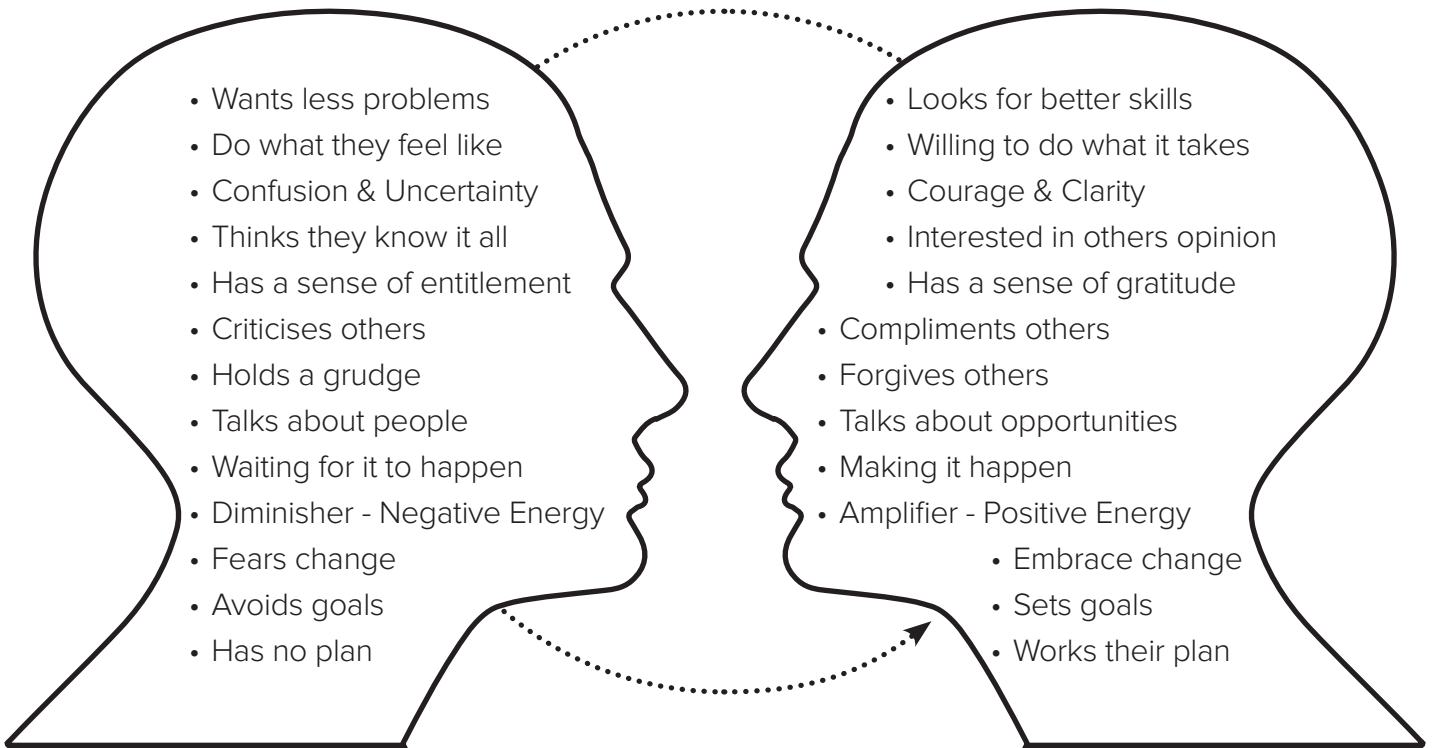 • Wants less problems
• Do what they feel like
• Confusion & Uncertainty
• Thinks they know it all
• Has a sense of entitlement
• Criticises others
• Holds a grudge
• Talks about people
• Waiting for it to happen
• Diminisher - Negative Energy
• Fears change
• Avoids goals
• Has no plan
• Looks for better skills
• Willing to do what it takes
• Courage & Clarity
• Interested in others opinion
• Has a sense of gratitude
• Compliments others
• Forgives others
• Talks about opportunities
• Making it happen
• Amplifier - Positive Energy
• Embrace change
• Sets goals
• Works their plan